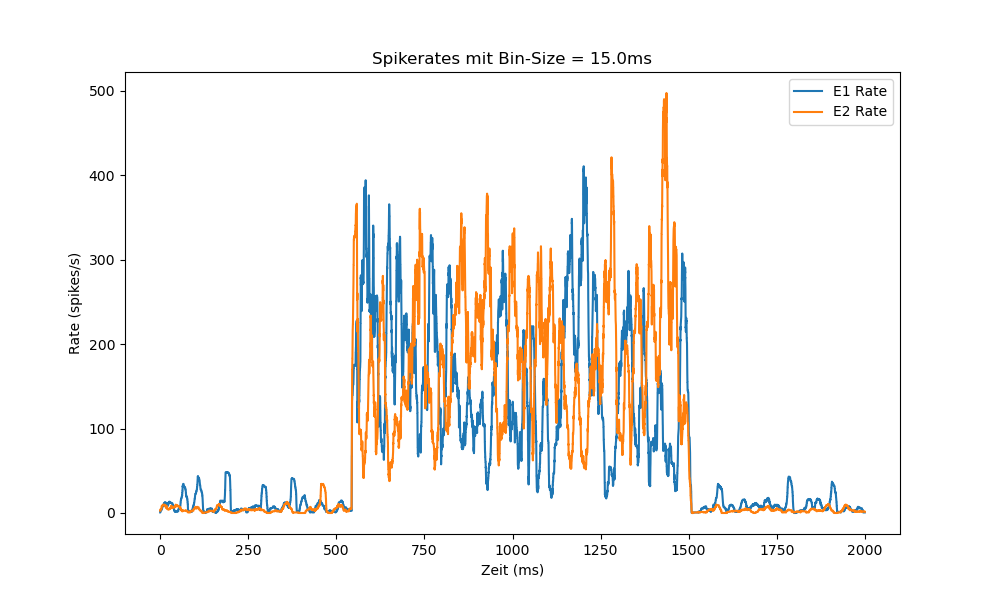 Spikerates mit Bin-Size = 15.0ms
E1 Rate
E2 Rate
500
400
300
200
100
0
Rate (spikes/s)
0 250 500 750 1000 1250 1500 1750 2000
Zeit (ms)